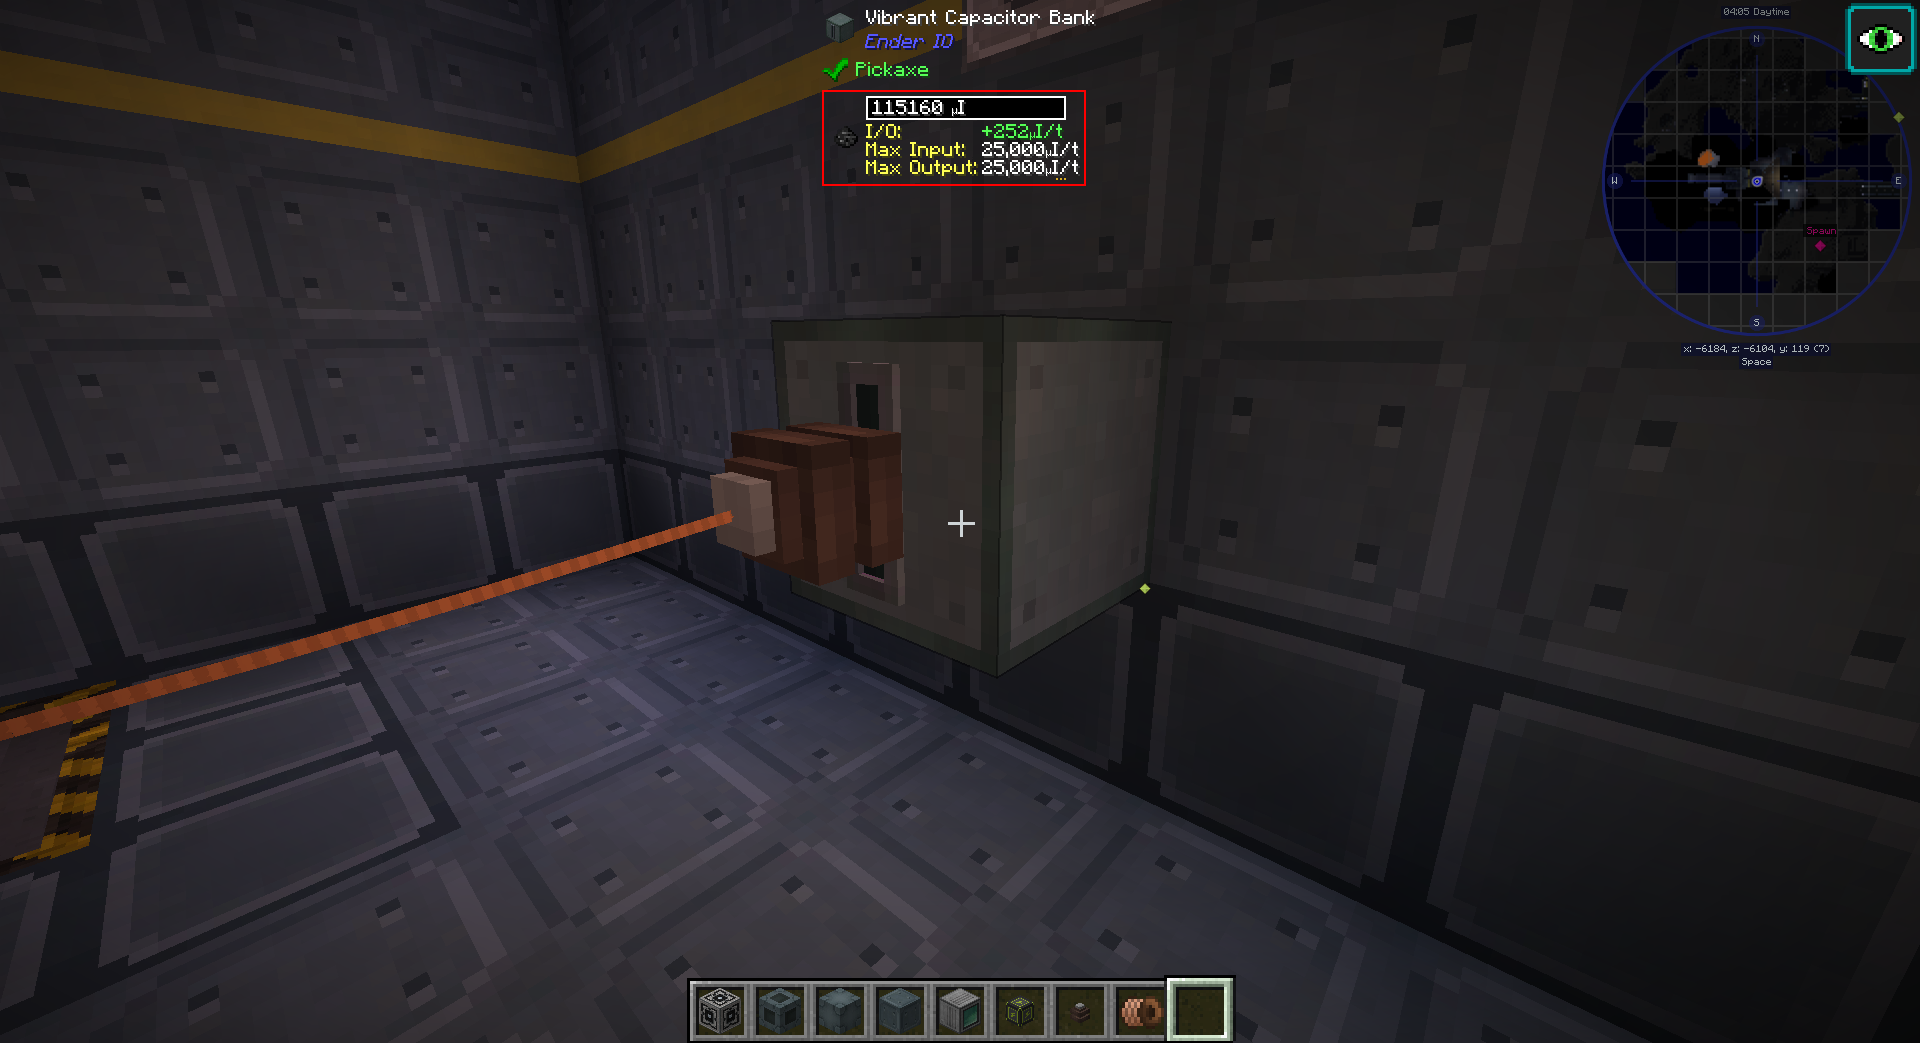 Vibrant Capacitor Bank
Ender IO
Pickaxe
115160 µI
I/O: +252µI/t
Max Input: 25,000µI/t
Max Output: 25,000µI/t
04:05 Daytime
N
W
E
Spawn
S
x: -6184, z: -6104, y: 119 (7)
Space